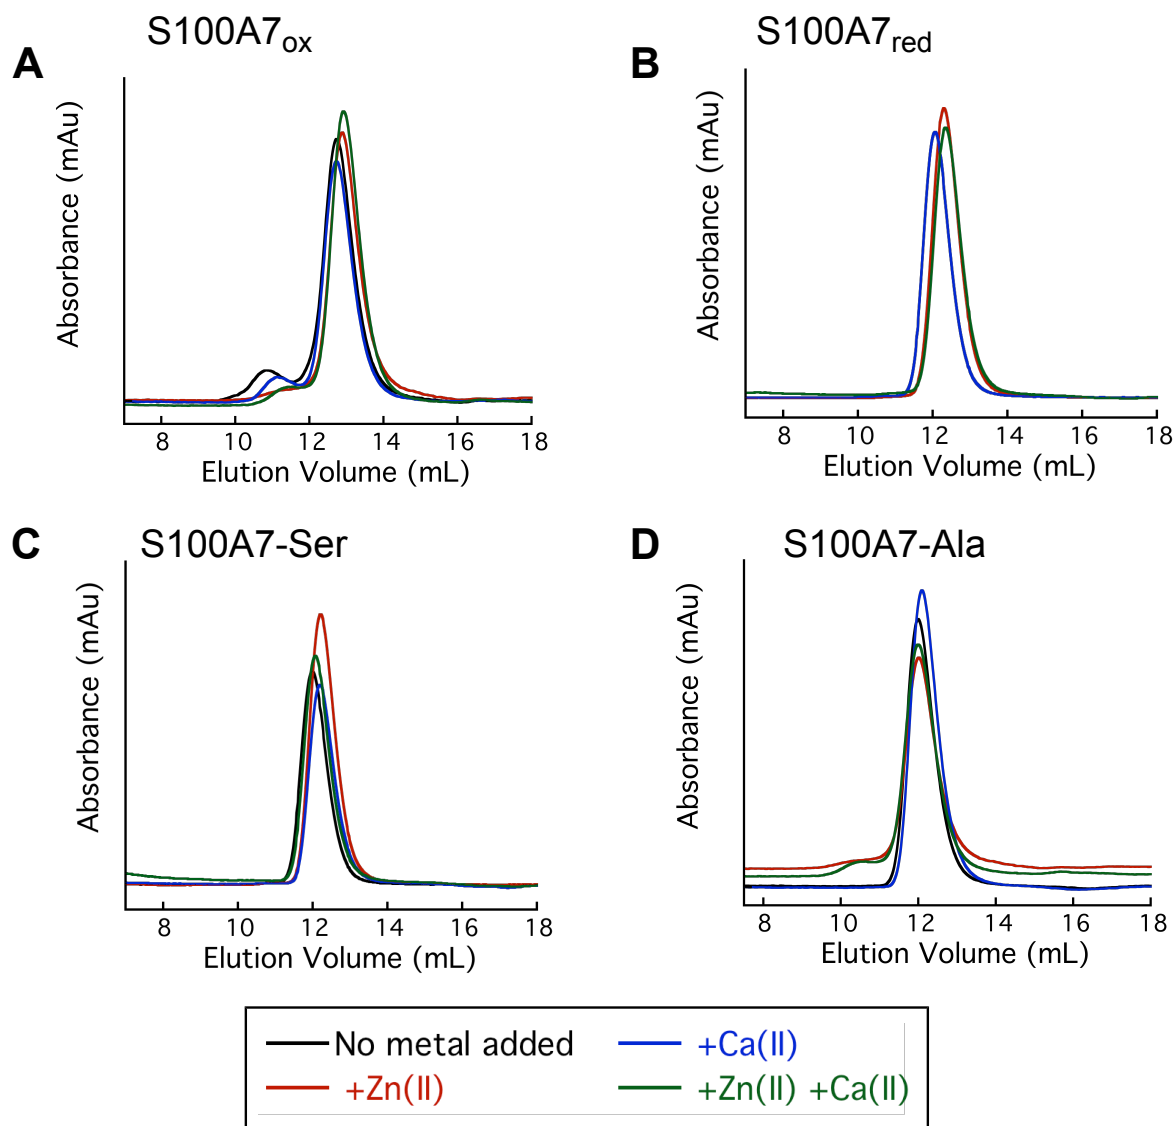 S100A7ox
S100A7red
A
B
Absorbance (mAu)
Absorbance (mAu)
8 10 12 14 16 18
8 10 12 14 16 18
Elution Volume (mL)
Elution Volume (mL)
C
S100A7-Ser
D
S100A7-Ala
Absorbance (mAu)
Absorbance (mAu)
8 10 12 14 16 18
8 10 12 14 16 18
Elution Volume (mL)
Elution Volume (mL)
No metal added
+Ca(II)
+Zn(II)
+Zn(II) +Ca(II)